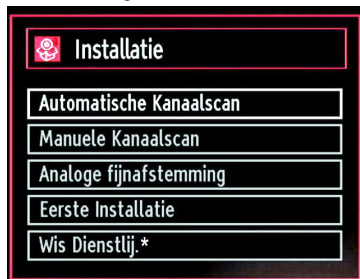 Installatie
Automatische Kanaalscan
Manuele Kanaalscan
Analoge fijnafstemming
Eerste Installatie
Wis Dienstlij.*